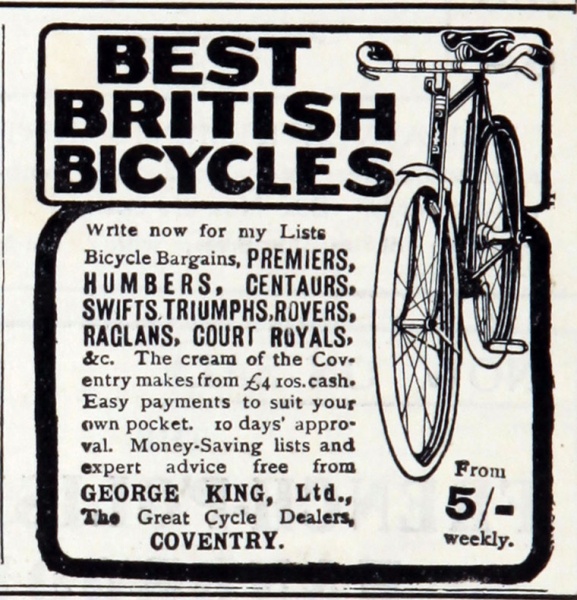 BEST
BRITISH
BICYCLES
Write now for my Lists
Bicycle Bargains, PREMIERS,
HUMBERS, CENTAURS,
SWIFTS, TRIUMPHS, ROVERS,
RAGLANS, COURT ROYALS,
&c. The cream of the Cov-
entry makes from £4 10s. cash.
Easy payments to suit your
own pocket. 10 days' appro-
val. Money-Saving lists and
expert advice free from
GEORGE KING, Ltd.,
The Great Cycle Dealers,
COVENTRY.
From
5/-
weekly.